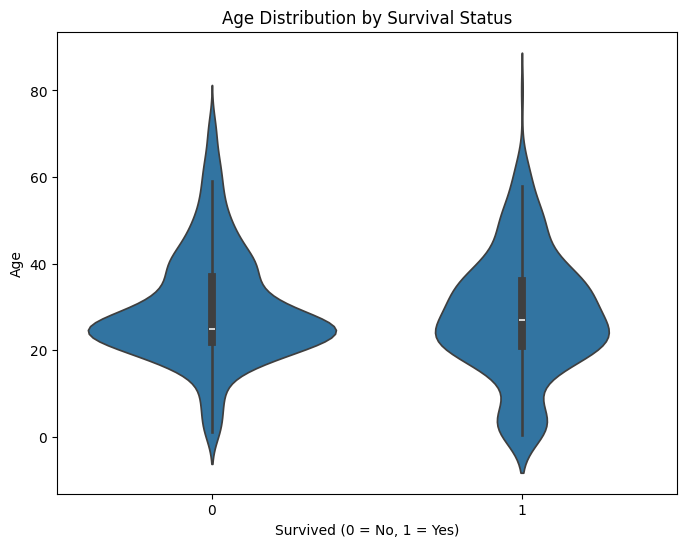 Age Distribution by Survival Status
Age
80
60
40
20
0
0 1
Survived (0 = No, 1 = Yes)